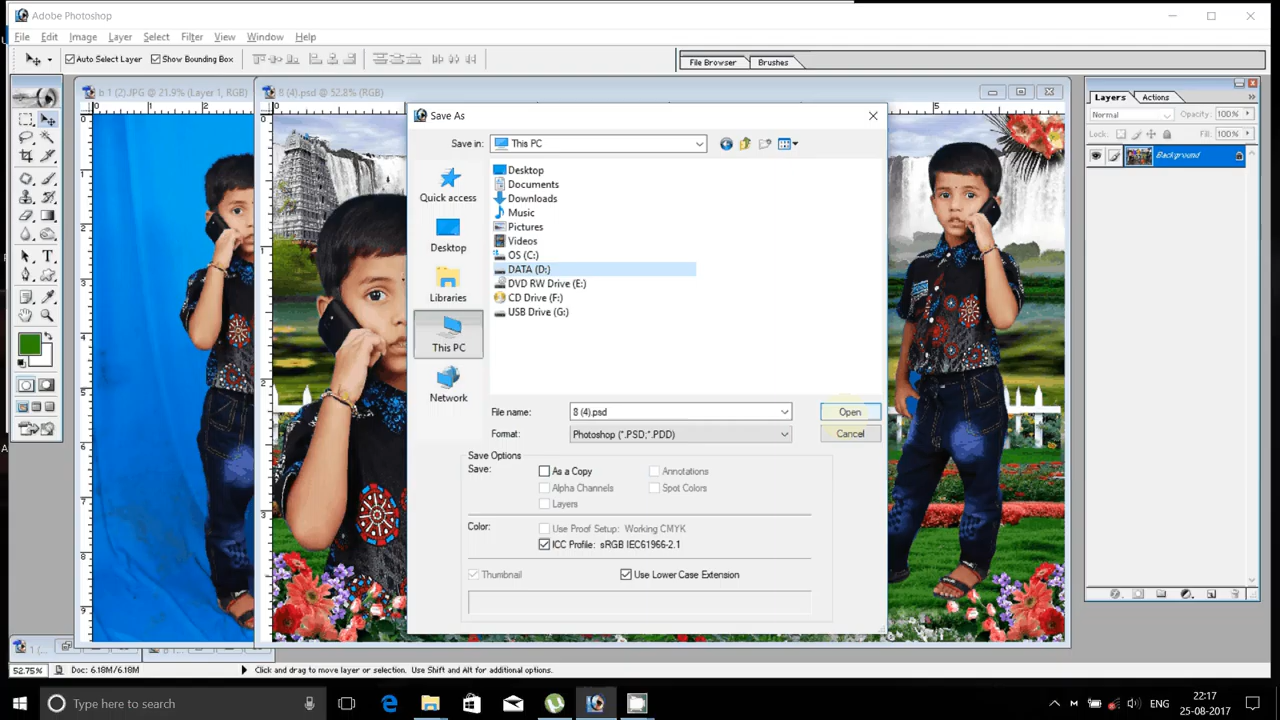 Adobe Photoshop
File Edit Image Layer Select Filter View Window Help
Auto Select Layer Show Bounding Box
File Browser Brushes
b 1 (2).JPG @ 21.9% (Layer 1, RGB)
8 (4).psd @ 52.8% (RGB)
Save As
Save in: This PC
Quick access
Desktop
Libraries
This PC
Network
Desktop
Documents
Downloads
Music
Pictures
Videos
OS (C:)
DATA (D:)
DVD RW Drive (E:)
CD Drive (F:)
USB Drive (G:)
File name: 8 (4).psd Open
Format: Photoshop (*.PSD;*.PDD) Cancel
Save Options
Save: As a Copy Annotations
Alpha Channels Spot Colors
Layers
Color: Use Proof Setup: Working CMYK
ICC Profile: sRGB IEC61966-2.1
Thumbnail Use Lower Case Extension
Layers Actions
Normal Opacity: 100%
Lock: Fill: 100%
Background
52.75% Doc: 6.18M/6.18M Click and drag to move layer or selection. Use Shift and Alt for additional options.
Type here to search
ENG
22:17
25-08-2017